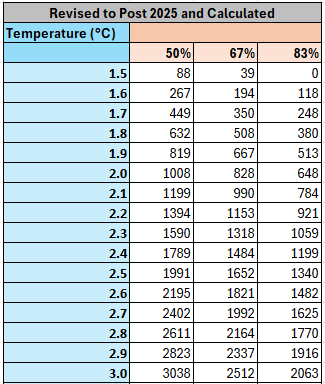 Revised to Post 2025 and Calculated
Temperature (°C)
50% 67% 83%
1.5 88 39 0
1.6 267 194 118
1.7 449 350 248
1.8 632 508 380
1.9 819 667 513
2.0 1008 828 648
2.1 1199 990 784
2.2 1394 1153 921
2.3 1590 1318 1059
2.4 1789 1484 1199
2.5 1991 1652 1340
2.6 2195 1821 1482
2.7 2402 1992 1625
2.8 2611 2164 1770
2.9 2823 2337 1916
3.0 3038 2512 2063